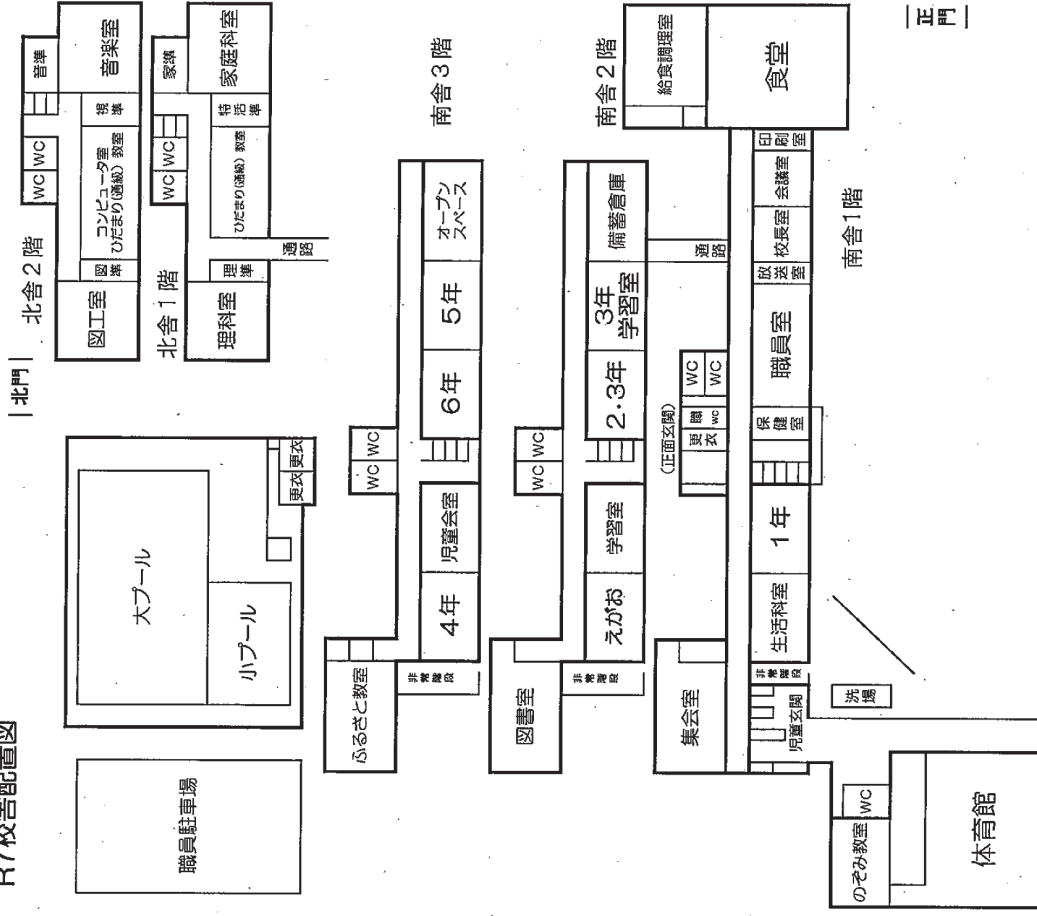 R7校舎配置図
北門
正門
北舎2階
図工室
図準
コンピュータ室
ひだまり(通級)教室
視準
音楽室
音準
WC
WC
北舎1階
理科室
理準
ひだまり(通級)教室
特活準
家庭科室
家準
WC
WC
通路
職員駐車場
大プール
小プール
更衣
更衣
南舎3階
ふるさと教室
非常階段
4年
児童会室
WC
WC
6年
5年
オープン
スペース
南舎2階
図書室
非常階段
えがお
学習室
WC
WC
2・3年
3年
学習室
備蓄倉庫
通路
南舎1階
集会室
(正面玄関)
更衣
職
wc
WC
WC
給食調理室
食堂
児童玄関
非常階段
生活科室
1年
保健室
職員室
放送室
校長室
会議室
印刷室
洗場
のぞみ教室
WC
体育館